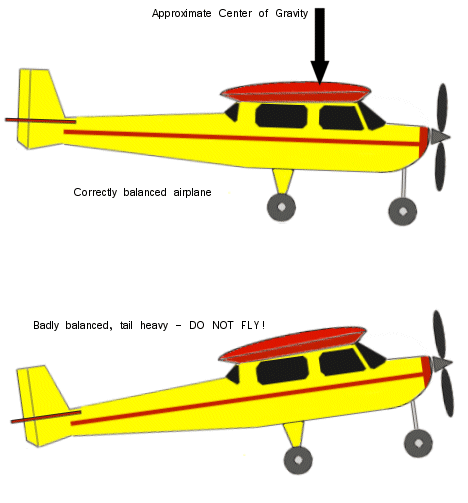 Approximate Center of Gravity
Correctly balanced airplane
Badly balanced, tail heavy - DO NOT FLY!